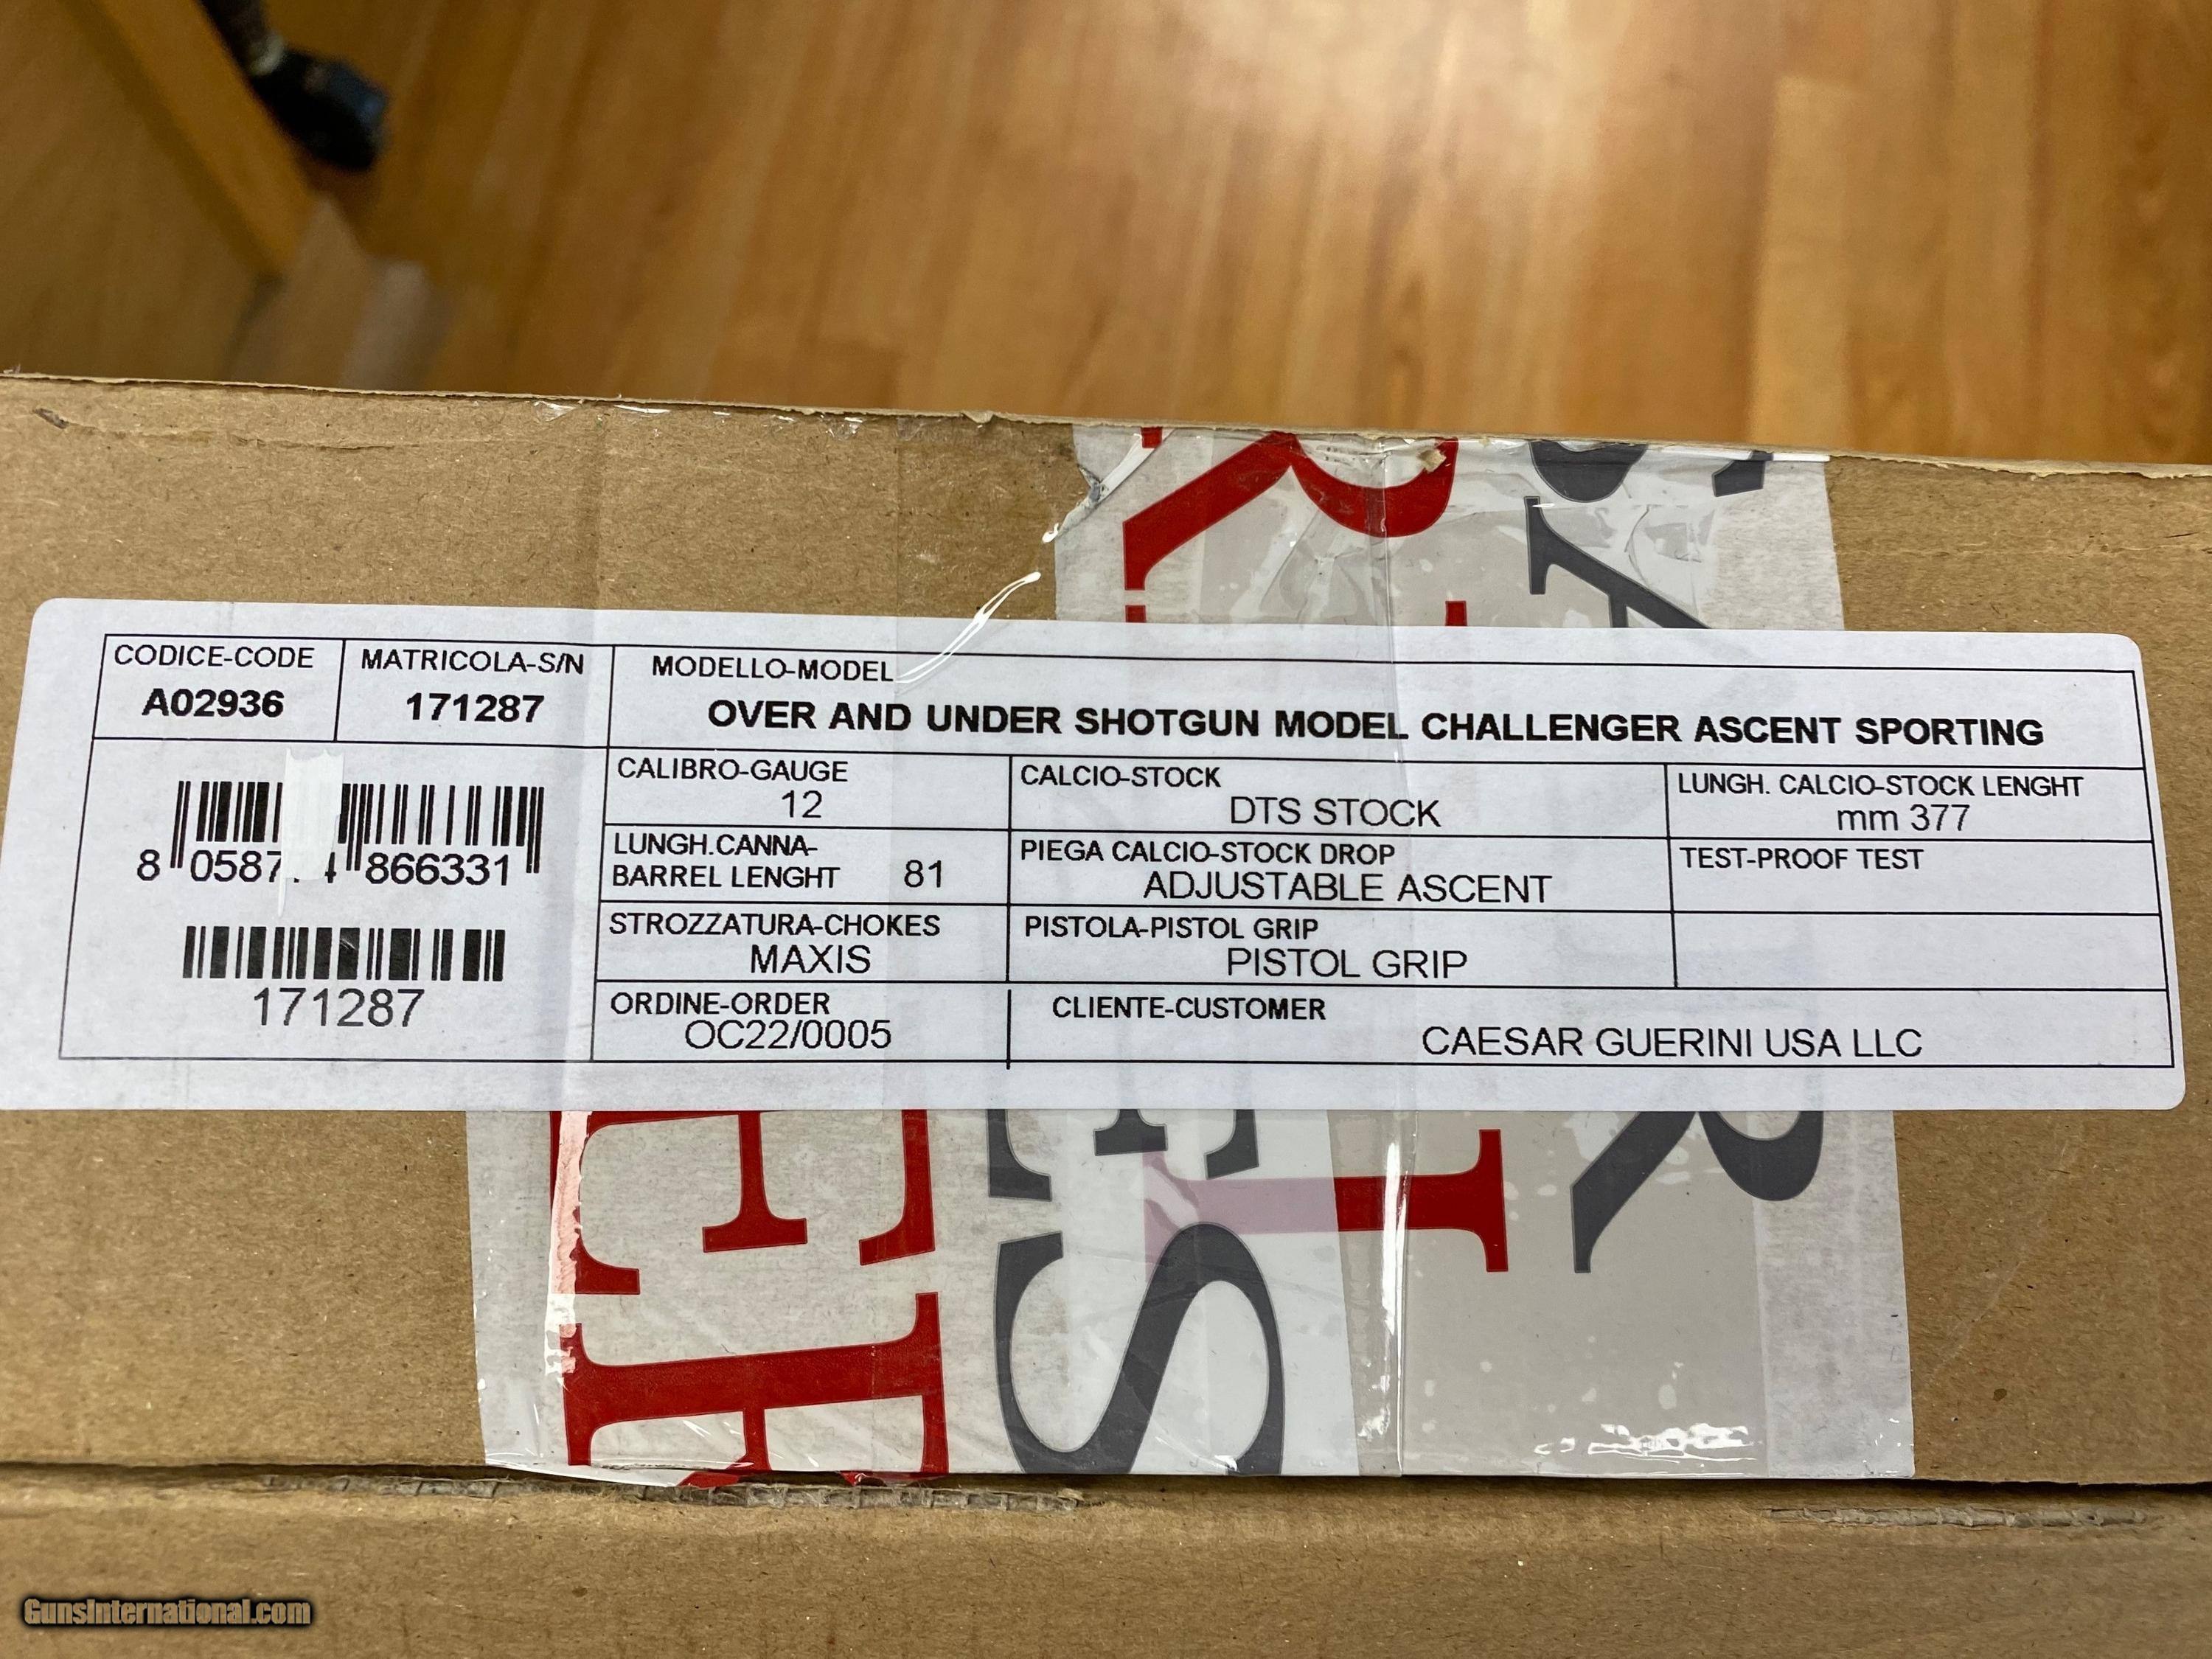 CODICE-CODE
A02936
MATRICOLA-S/N
171287
MODELLO-MODEL
OVER AND UNDER SHOTGUN MODEL CHALLENGER ASCENT SPORTING
8 866331
171287
CALIBRO-GAUGE
12
CALCIO-STOCK
DTS STOCK
LUNGH. CALCIO-STOCK LENGHT
mm 377
LUNGH.CANNA-
BARREL LENGHT 81
PIEGA CALCIO-STOCK DROP
ADJUSTABLE ASCENT
TEST-PROOF TEST
STROZZATURA-CHOKES
MAXIS
PISTOLA-PISTOL GRIP
PISTOL GRIP
ORDINE-ORDER
OC22/0005
CLIENTE-CUSTOMER
CAESAR GUERINI USA LLC
GunsInternational.com